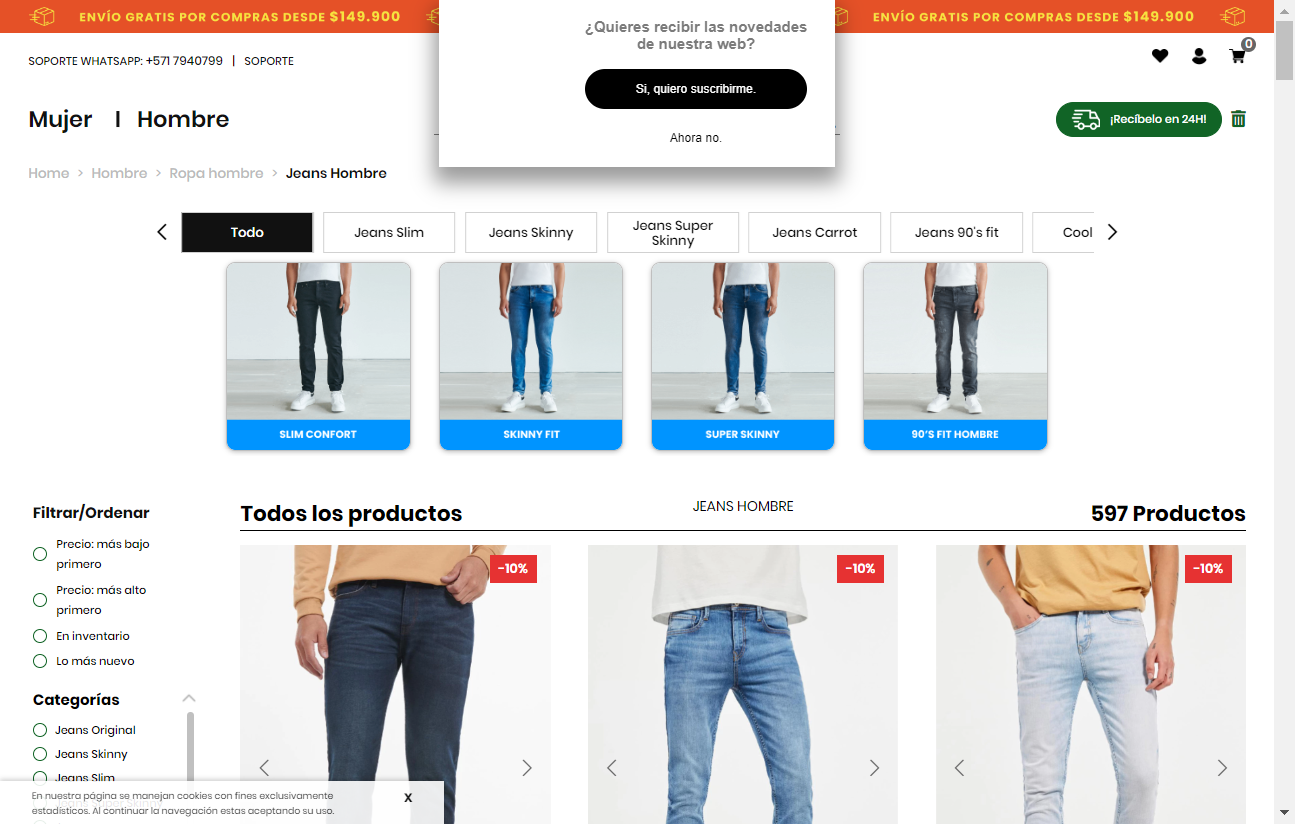 ENVÍO GRATIS POR COMPRAS DESDE $149.900
ENVÍO GRATIS POR COMPRAS DESDE $149.900
¿Quieres recibir las novedades
de nuestra web?
Si, quiero suscribirme.
Ahora no.
SOPORTE WHATSAPP: +571 7940799 | SOPORTE
0
Mujer | Hombre
¡Recíbelo en 24H!
Home > Hombre > Ropa hombre > Jeans Hombre
Todo
Jeans Slim
Jeans Skinny
Jeans Super
Skinny
Jeans Carrot
Jeans 90's fit
Cool
SLIM CONFORT
SKINNY FIT
SUPER SKINNY
90'S FIT HOMBRE
Filtrar/Ordenar
Precio: más bajo
primero
Precio: más alto
primero
En inventario
Lo más nuevo
Categorías
Jeans Original
Jeans Skinny
Jeans Slim
Todos los productos
JEANS HOMBRE
597 Productos
-10%
-10%
-10%
En nuestra página se manejan cookies con fines exclusivamente
estadísticos. Al continuar la navegación estas aceptando su uso.
X